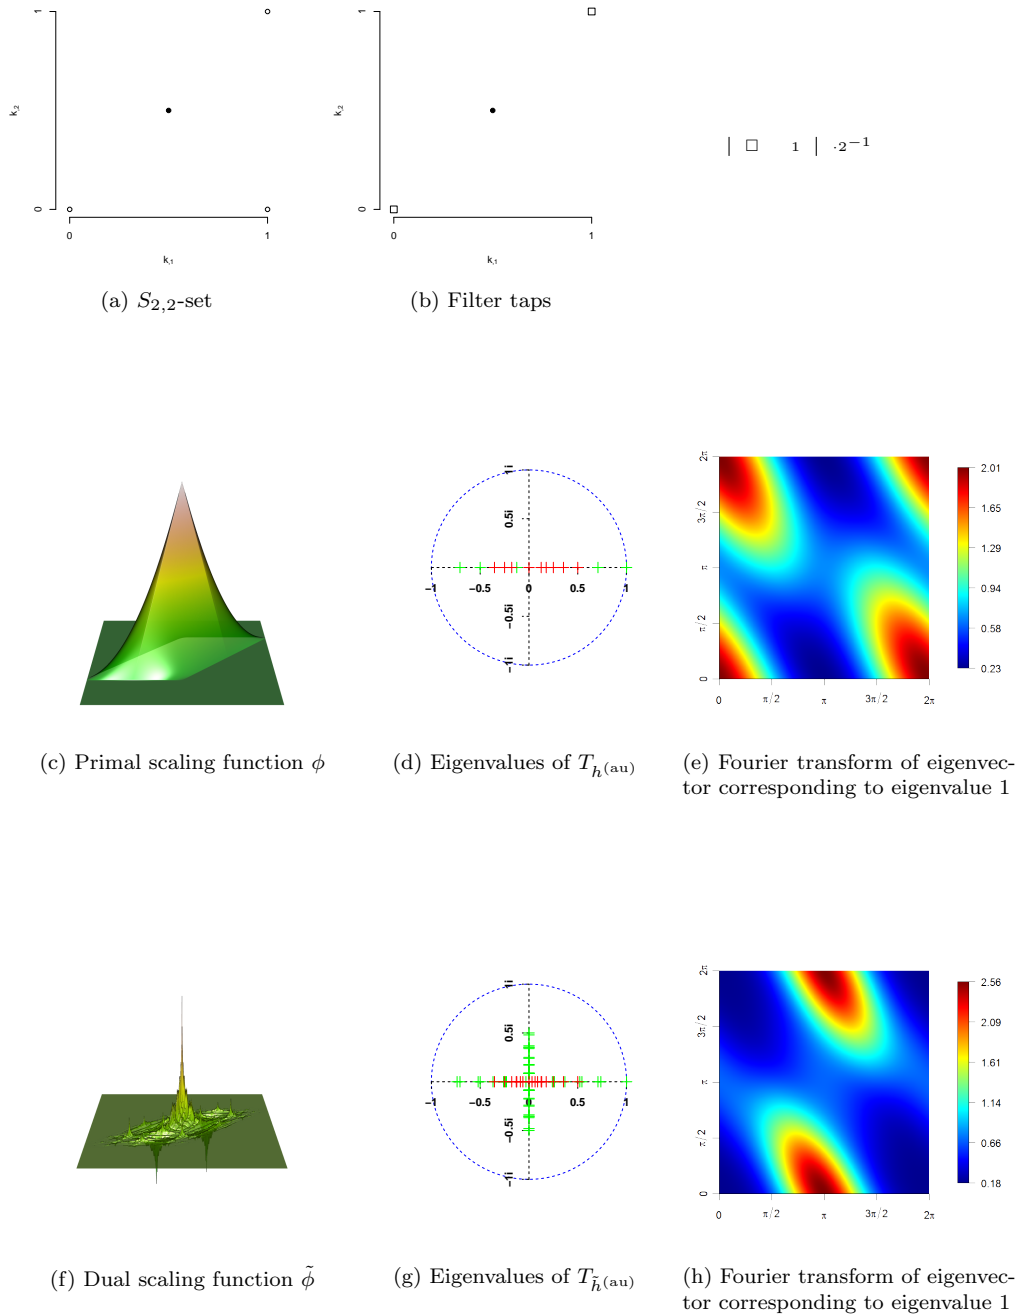 1
k,2
0
0
1
k,1
(a) S2,2-set
1
k,2
0
0
1
k,1
(b) Filter taps
| □ 1 | ·2−1
(c) Primal scaling function ϕ
1i
0.5i
−1
−0.5
0
0.5
1
−0.5i
−1i
(d) Eigenvalues of Th(au)
2π
3π/2
π
π/2
0
0
π/2
π
3π/2
2π
2.01
1.65
1.29
0.94
0.58
0.23
(e) Fourier transform of eigenvec-
tor corresponding to eigenvalue 1
(f) Dual scaling function ϕ̃
1i
0.5i
−1
−0.5
0
0.5
1
−0.5i
−1i
(g) Eigenvalues of Th̃(au)
2π
3π/2
π
π/2
0
0
π/2
π
3π/2
2π
2.56
2.09
1.61
1.14
0.66
0.18
(h) Fourier transform of eigenvec-
tor corresponding to eigenvalue 1